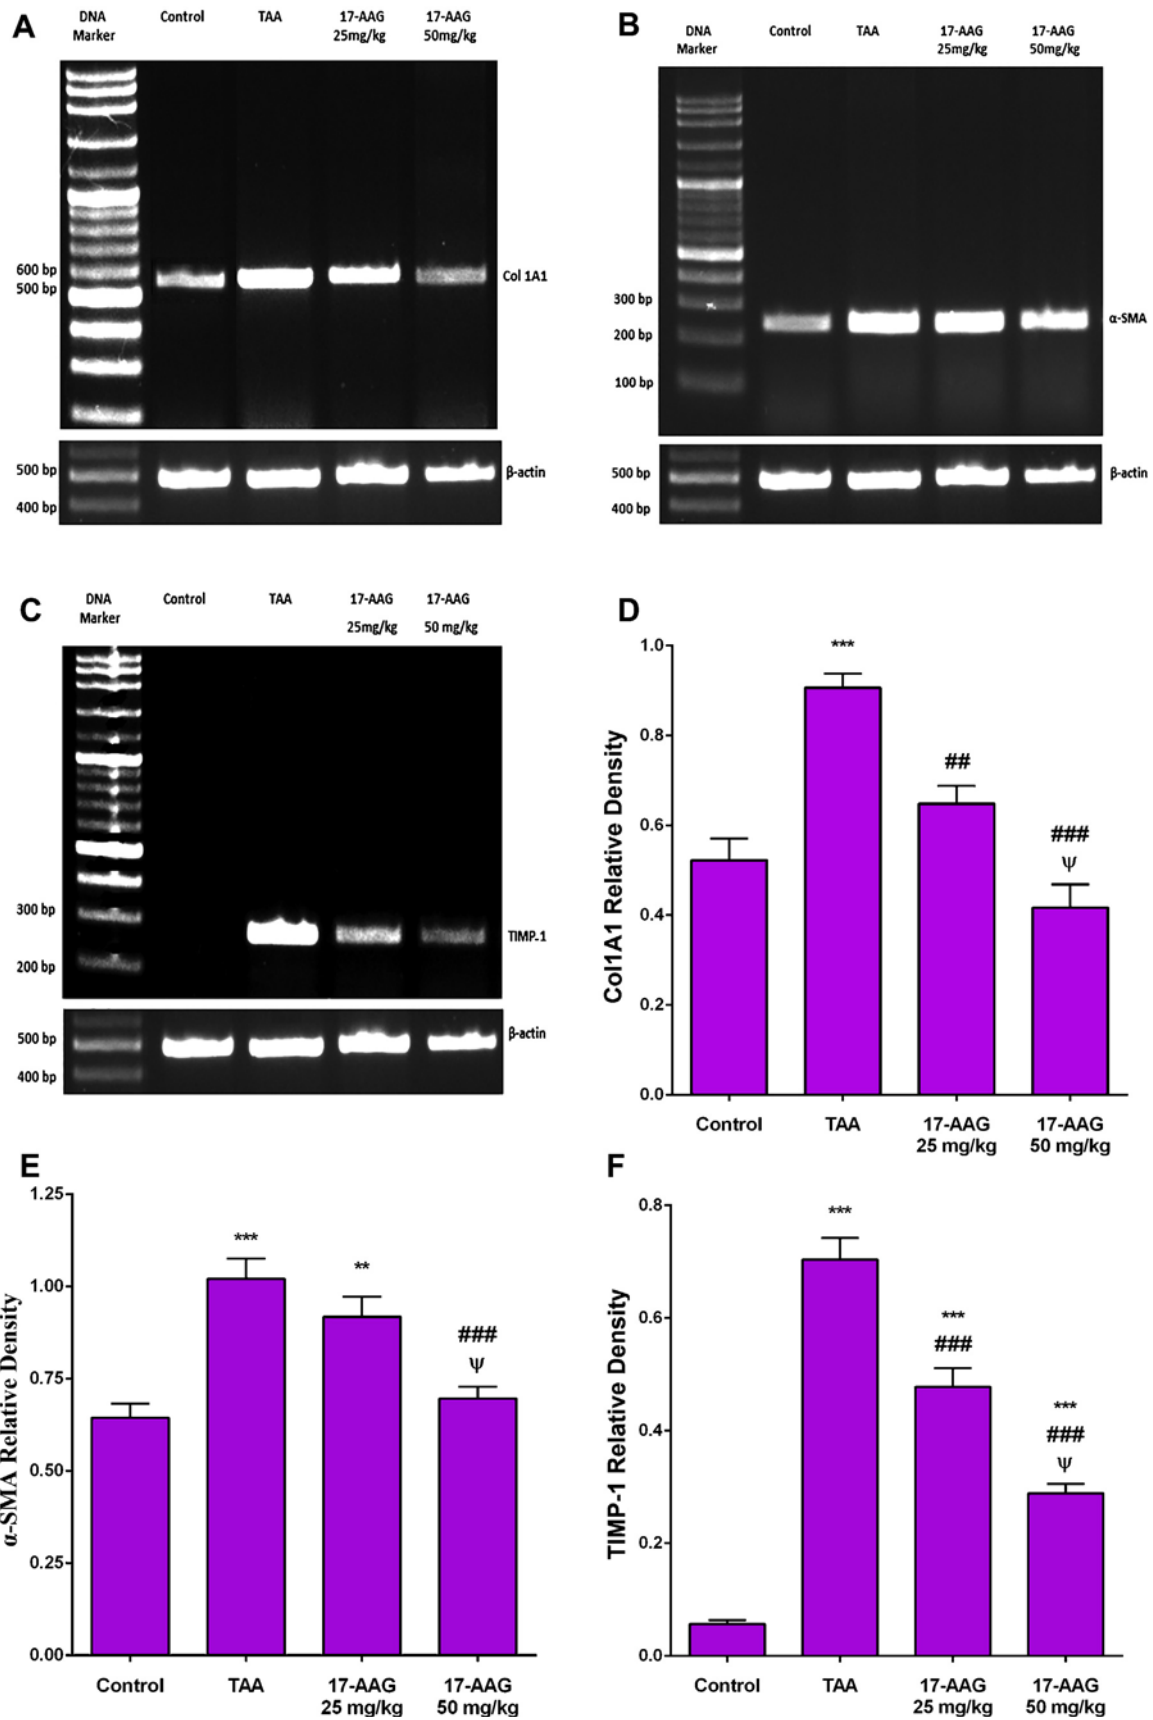 A
DNA
Marker
Control
TAA
17-AAG
25mg/kg
17-AAG
50mg/kg
600 bp
500 bp
Col 1A1
500 bp
400 bp
β-actin
B
DNA
Marker
Control
TAA
17-AAG
25mg/kg
17-AAG
50mg/kg
300 bp
200 bp
100 bp
α-SMA
500 bp
400 bp
β-actin
C
DNA
Marker
Control
TAA
17-AAG
25mg/kg
17-AAG
50 mg/kg
300 bp
200 bp
TIMP-1
500 bp
400 bp
β-actin
D
Col1A1 Relative Density
1.0
0.8
0.6
0.4
0.2
0.0
***
##
###
ψ
Control
TAA
17-AAG
25 mg/kg
17-AAG
50 mg/kg
E
α-SMA Relative Density
1.25
1.00
0.75
0.50
0.25
0.00
***
**
###
ψ
Control
TAA
17-AAG
25 mg/kg
17-AAG
50 mg/kg
F
TIMP-1 Relative Density
0.8
0.6
0.4
0.2
0.0
***
***
###
***
###
ψ
Control
TAA
17-AAG
25 mg/kg
17-AAG
50 mg/kg